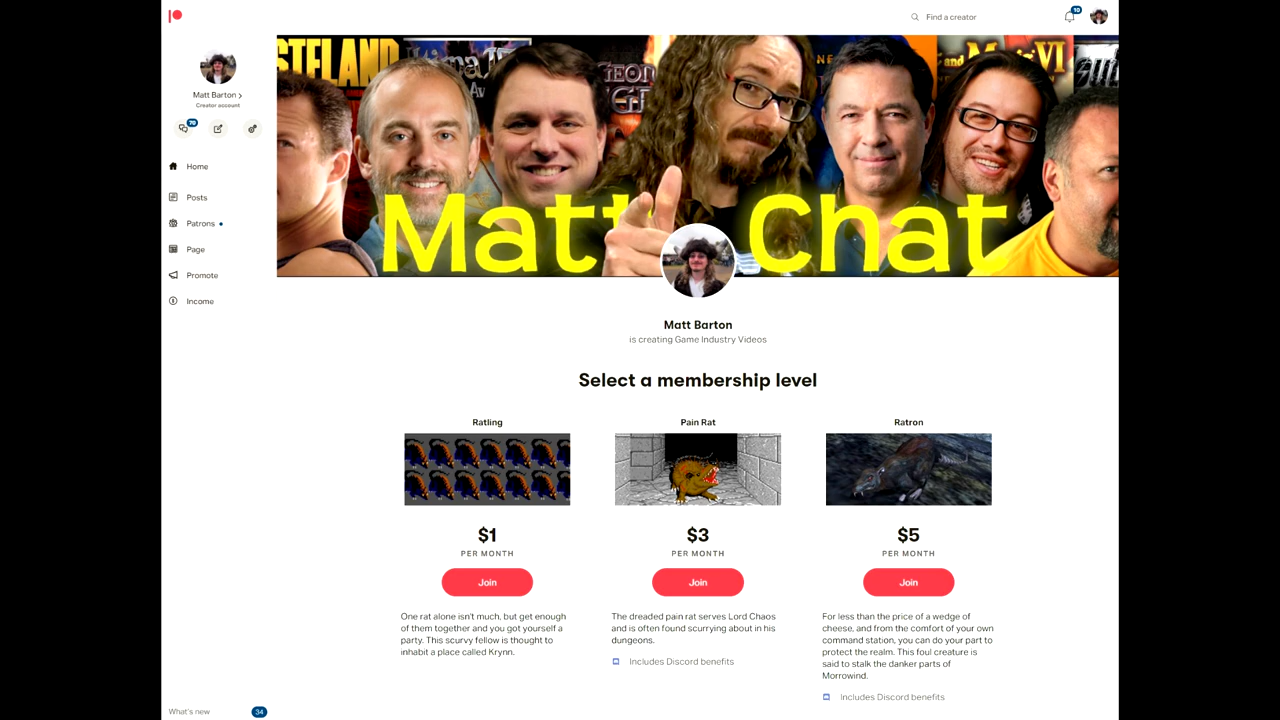 Find a creator
10
Matt Barton
Creator account
70
Home
Posts
Patrons
Page
Promote
Income
What's new
34
Matt Chat
Matt Barton
is creating Game Industry Videos
Select a membership level
Ratling
$1
PER MONTH
Join
One rat alone isn't much, but get enough
of them together and you got yourself a
party. This scurvy fellow is thought to
inhabit a place called Krynn.
Pain Rat
$3
PER MONTH
Join
The dreaded pain rat serves Lord Chaos
and is often found scurrying about in his
dungeons.
Includes Discord benefits
Ratron
$5
PER MONTH
Join
For less than the price of a wedge of
cheese, and from the comfort of your own
command station, you can do your part to
protect the realm. This foul creature is
said to stalk the danker parts of
Morrowind.
Includes Discord benefits